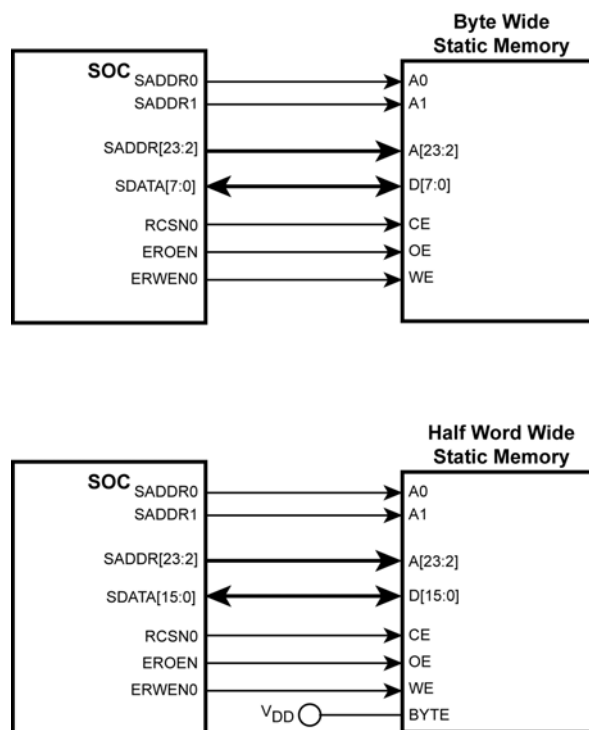 Byte Wide
Static Memory
SOC
SADDR0 A0
SADDR1 A1
SADDR[23:2] A[23:2]
SDATA[7:0] D[7:0]
RCSN0 CE
EROEN OE
ERWEN0 WE
Half Word Wide
Static Memory
SOC
SADDR0 A0
SADDR1 A1
SADDR[23:2] A[23:2]
SDATA[15:0] D[15:0]
RCSN0 CE
EROEN OE
ERWEN0 WE
VDD BYTE